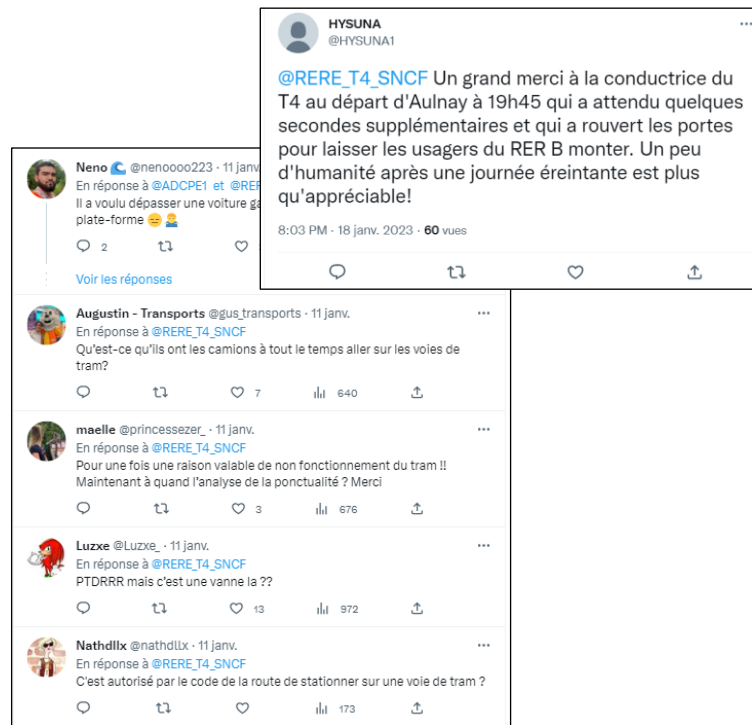 HYSUNA
@HYSUNA1
@RERE_T4_SNCF Un grand merci à la conductrice du
T4 au départ d'Aulnay à 19h45 qui a attendu quelques
secondes supplémentaires et qui a rouvert les portes
pour laisser les usagers du RER B monter. Un peu
d'humanité après une journée éreintante est plus
qu'appréciable!
8:03 PM · 18 janv. 2023 · 60 vues
Neno 🌊 @nenoooo223 · 11 janv.
En réponse à @ADCPE1 et @RER
Il a voulu dépasser une voiture ga
plate-forme 😑 🤷‍♂️
2
Voir les réponses
Augustin - Transports @gus_transports · 11 janv.
En réponse à @RERE_T4_SNCF
Qu'est-ce qu'ils ont les camions à tout le temps aller sur les voies de
tram?
7 640
maelle @princessezer_ · 11 janv.
En réponse à @RERE_T4_SNCF
Pour une fois une raison valable de non fonctionnement du tram !!
Maintenant à quand l'analyse de la ponctualité ? Merci
3 676
Luzxe @Luzxe_ · 11 janv.
En réponse à @RERE_T4_SNCF
PTDRRR mais c'est une vanne la ??
13 972
Nathdllx @nathdllx · 11 janv.
En réponse à @RERE_T4_SNCF
C'est autorisé par le code de la route de stationner sur une voie de tram ?
173